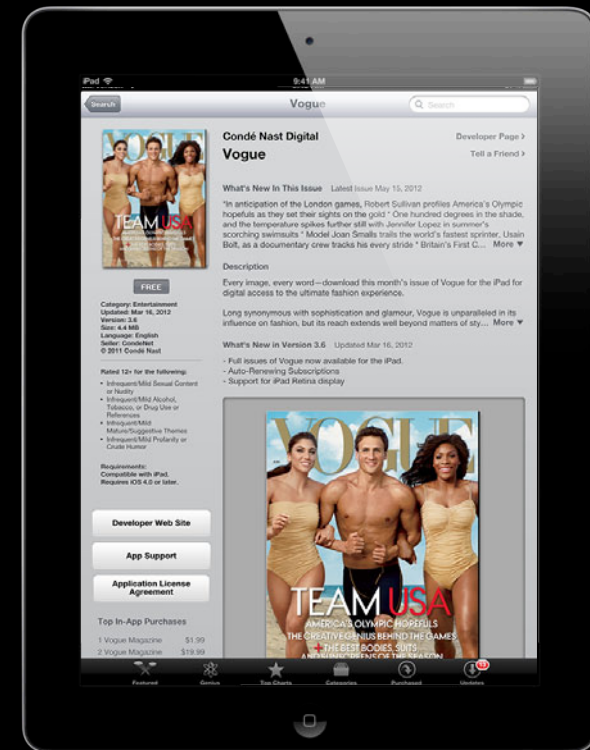 iPad
9:41 AM
Search
Vogue
Search
VOGUE
TEAM USA
FREE
Category: Entertainment
Updated: Mar 16, 2012
Version: 3.6
Size: 4.4 MB
Language: English
Seller: CondeNet
© 2011 Condé Nast
Rated 12+ for the following:
• Infrequent/Mild Sexual Content
or Nudity
• Infrequent/Mild Alcohol,
Tobacco, or Drug Use or
References
• Infrequent/Mild
Mature/Suggestive Themes
• Infrequent/Mild Profanity or
Crude Humor
Requirements:
Compatible with iPad.
Requires iOS 4.0 or later.
Developer Web Site
App Support
Application License
Agreement
Top In-App Purchases
1 Vogue Magazine $1.99
2 Vogue Magazine $19.99
Condé Nast Digital
Developer Page >
Vogue
Tell a Friend >
What's New In This Issue Latest Issue May 15, 2012
"In anticipation of the London games, Robert Sullivan profiles America's Olympic
hopefuls as they set their sights on the gold * One hundred degrees in the shade,
and the temperature spikes further still with Jennifer Lopez in summer's
scorching swimsuits * Model Joan Smalls trails the world's fastest sprinter, Usain
Bolt, as a documentary crew tracks his every stride * Britain's First C... More ▼
Description
Every image, every word—download this month's issue of Vogue for the iPad for
digital access to the ultimate fashion experience.
Long synonymous with sophistication and glamour, Vogue is unparalleled in its
influence on fashion, but its reach extends well beyond matters of sty... More ▼
What's New in Version 3.6 Updated Mar 16, 2012
- Full issues of Vogue now available for the iPad.
- Auto-Renewing Subscriptions
- Support for iPad Retina display
VOGUE
TEAM USA
AMERICA'S OLYMPIC HOPEFULS
THE CREATIVE GENIUS BEHIND THE GAMES
+ THE BEST BODIES, SUITS
AND SUNSCREENS OF THE SEASON
Featured
Genius
Top Charts
Categories
Purchased
Updates